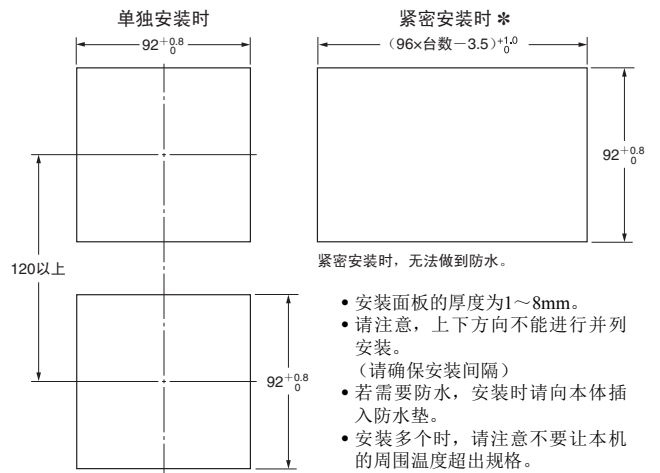 单独安装时
92+0.8 0
120以上
92+0.8 0
紧密安装时＊
（96×台数－3.5）+1.0 0
92+0.8 0
紧密安装时，无法做到防水。
• 安装面板的厚度为1～8mm。
• 请注意，上下方向不能进行并列
安装。
（请确保安装间隔）
• 若需要防水，安装时请向本体插
入防水垫。
• 安装多个时，请注意不要让本机
的周围温度超出规格。